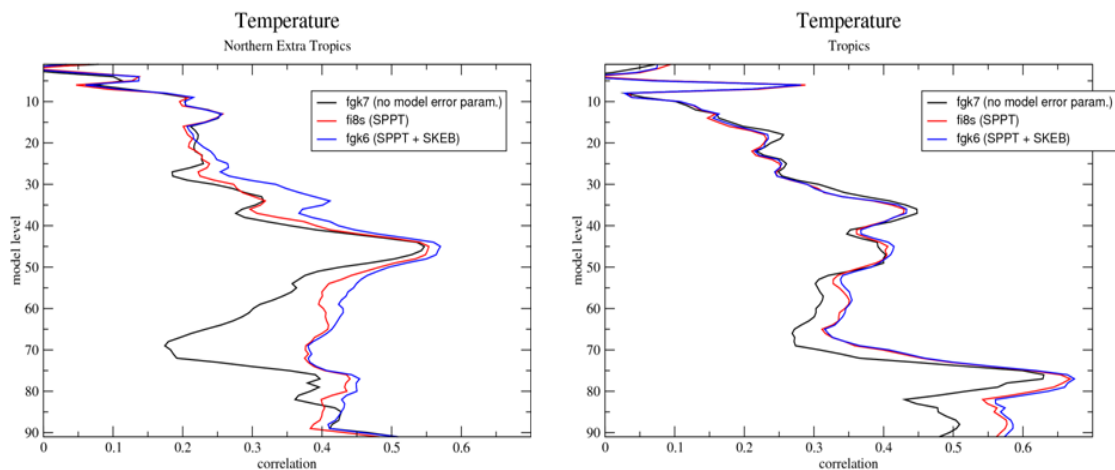 Temperature
Northern Extra Tropics
fgk7 (no model error param.)
fi8s (SPPT)
fgk6 (SPPT + SKEB)
model level
10
20
30
40
50
60
70
80
90
0
0.1
0.2
0.3
0.4
0.5
0.6
correlation
Temperature
Tropics
fgk7 (no model error param.)
fi8s (SPPT)
fgk6 (SPPT + SKEB)
model level
10
20
30
40
50
60
70
80
90
0
0.1
0.2
0.3
0.4
0.5
0.6
correlation